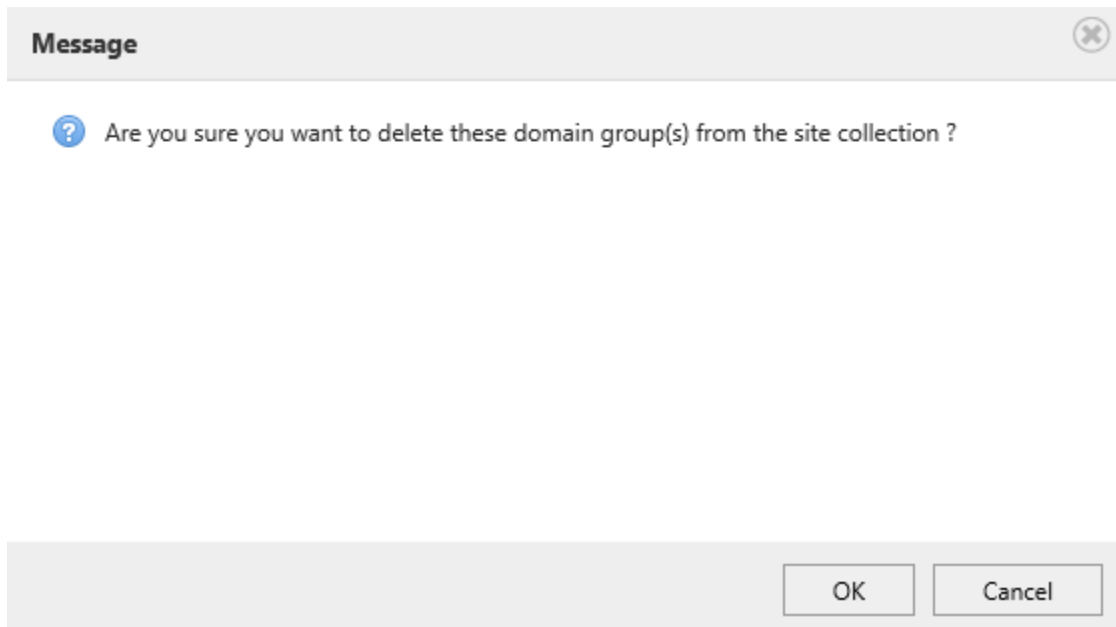 Message
Are you sure you want to delete these domain group(s) from the site collection ?
OK
Cancel